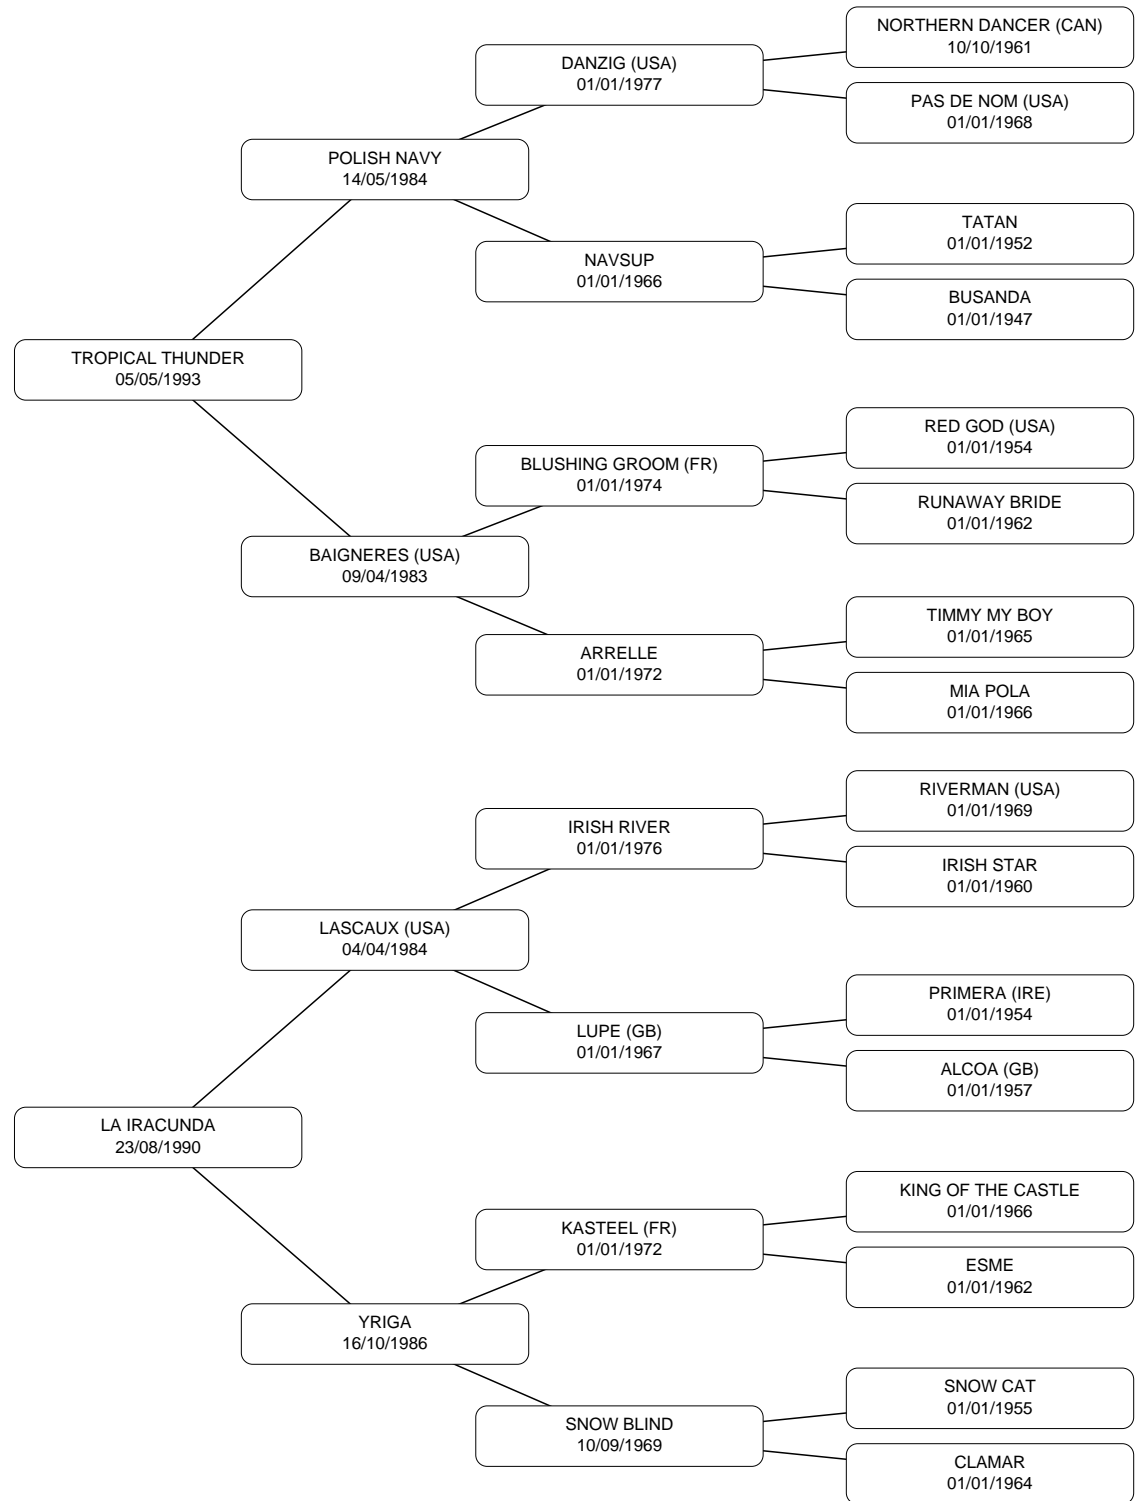 NORTHERN DANCER (CAN)
10/10/1961
DANZIG (USA)
01/01/1977
PAS DE NOM (USA)
01/01/1968
POLISH NAVY
14/05/1984
TATAN
01/01/1952
NAVSUP
01/01/1966
BUSANDA
01/01/1947
TROPICAL THUNDER
05/05/1993
RED GOD (USA)
01/01/1954
BLUSHING GROOM (FR)
01/01/1974
RUNAWAY BRIDE
01/01/1962
BAIGNERES (USA)
09/04/1983
TIMMY MY BOY
01/01/1965
ARRELLE
01/01/1972
MIA POLA
01/01/1966
RIVERMAN (USA)
01/01/1969
IRISH RIVER
01/01/1976
IRISH STAR
01/01/1960
LASCAUX (USA)
04/04/1984
PRIMERA (IRE)
01/01/1954
LUPE (GB)
01/01/1967
ALCOA (GB)
01/01/1957
LA IRACUNDA
23/08/1990
KING OF THE CASTLE
01/01/1966
KASTEEL (FR)
01/01/1972
ESME
01/01/1962
YRIGA
16/10/1986
SNOW CAT
01/01/1955
SNOW BLIND
10/09/1969
CLAMAR
01/01/1964